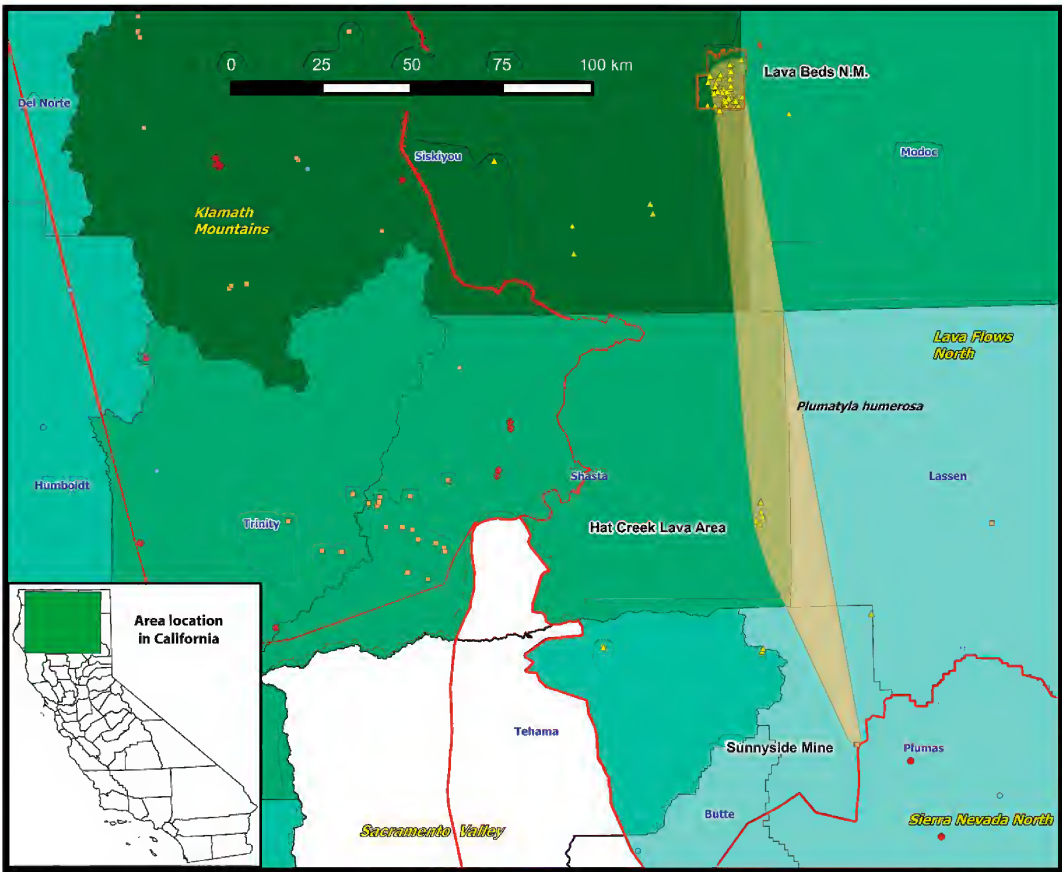 0 25 50 75 100 km
Lava Beds N.M.
Del Norte
Siskiyou
Modoc
Klamath
Mountains
Lava Flows
North
Plumatyla humerosa
Humboldt
Shasta
Lassen
Trinity
Hat Creek Lava Area
Area location
in California
Tehama
Sunnyside Mine
Plumas
Butte
Sacramento Valley
Sierra Nevada North